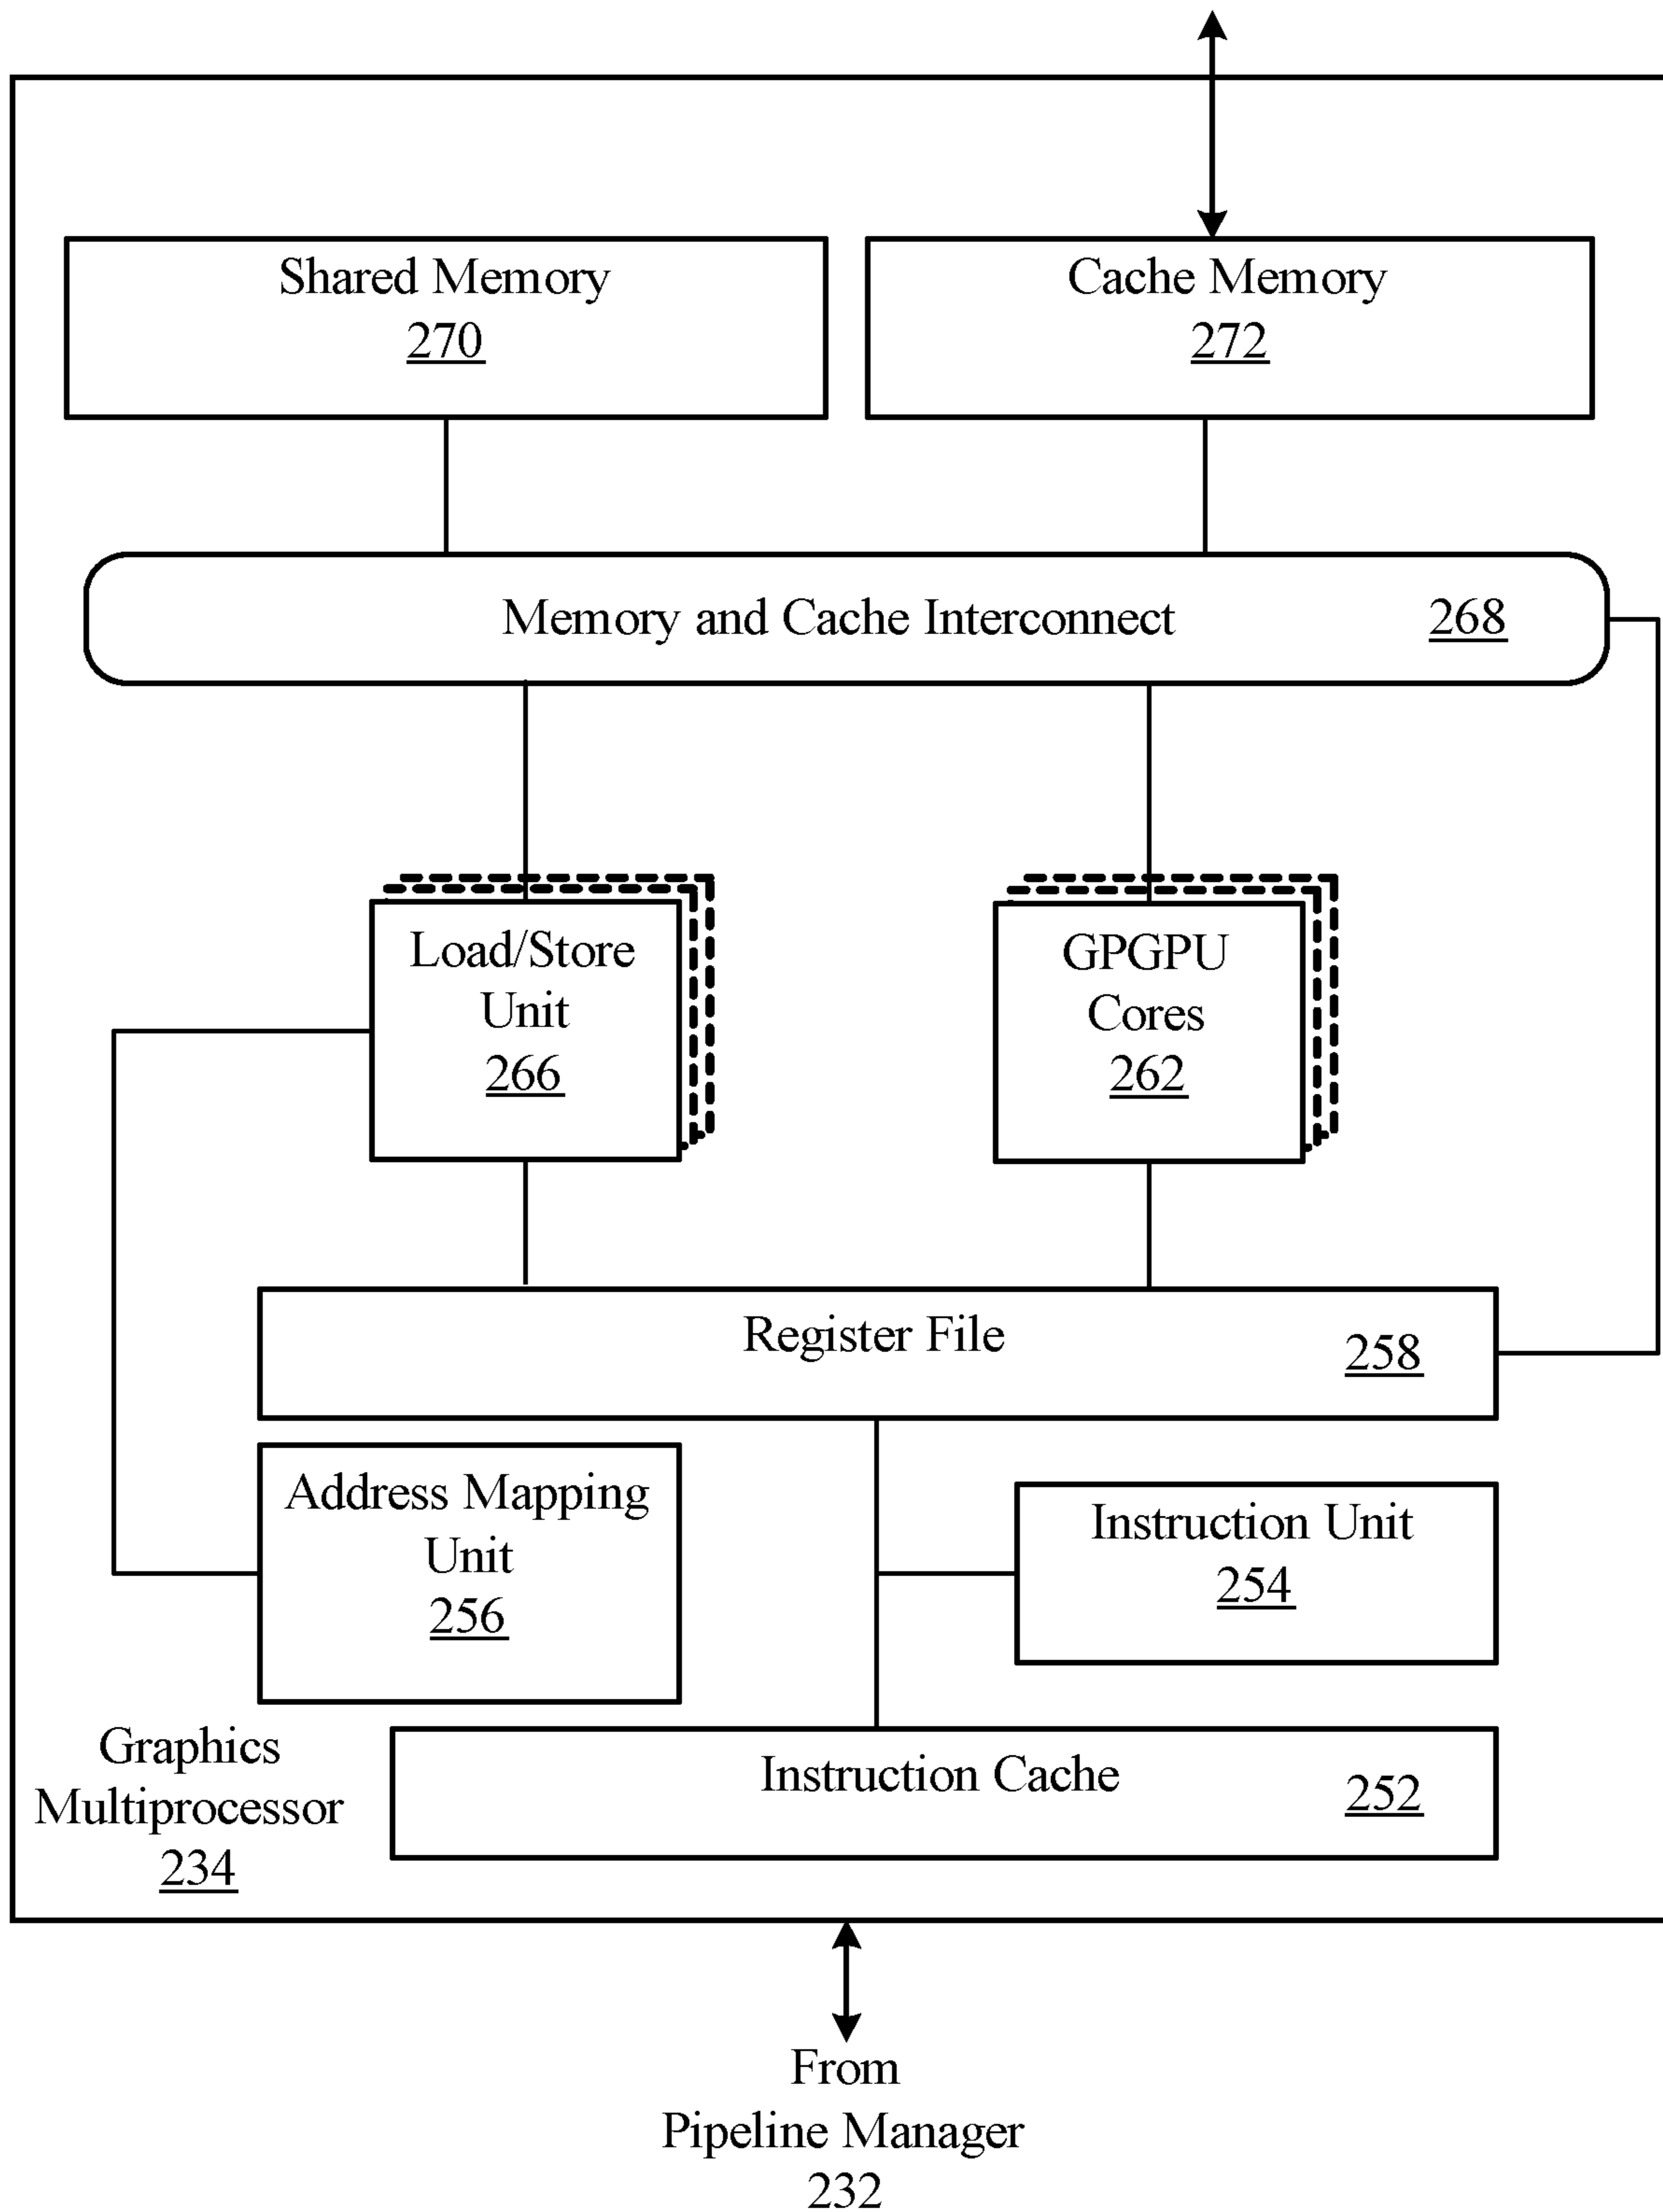 Shared Memory
270
Cache Memory
272
Memory and Cache Interconnect 268
Load/Store
Unit
266
GPGPU
Cores
262
Register File 258
Address Mapping
Unit
256
Instruction Unit
254
Graphics
Multiprocessor
234
Instruction Cache 252
From
Pipeline Manager
232